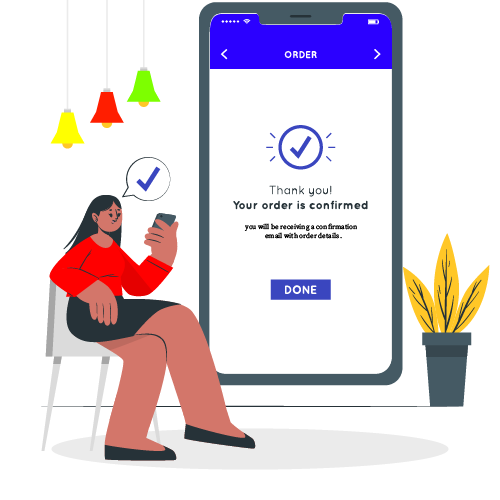 ORDER
Thank you!
Your order is confirmed
you will be receiving a confirmation
email with order details.
DONE